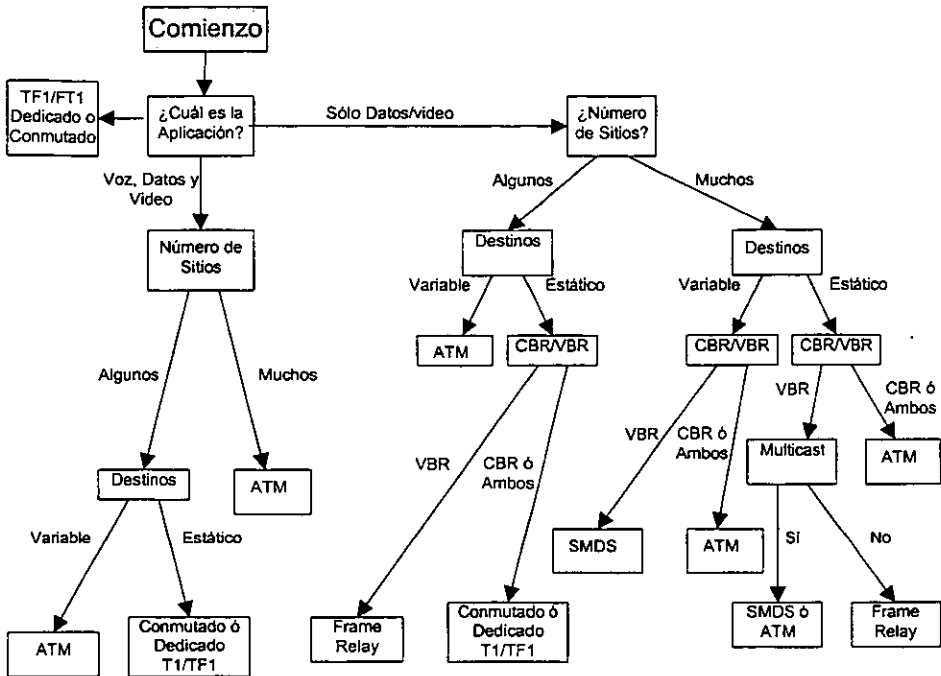 Comienzo
TF1/FT1
Dedicado o
Conmutado
¿Cuál es la
Aplicación?
Sólo Datos/video
¿Número
de Sitios?
Voz, Datos y
Video
Algunos
Muchos
Número de
Sitios
Destinos
Destinos
Variable
Estático
Variable
Estático
ATM
CBR/VBR
CBR/VBR
CBR/VBR
Algunos
Muchos
VBR
CBR ó
Ambos
VBR
CBR ó
Ambos
VBR
CBR ó
Ambos
Multicast
ATM
Destinos
ATM
Variable
Estático
SMDS
ATM
Sí
No
ATM
Conmutado ó
Dedicado
T1/TF1
Frame
Relay
Conmutado ó
Dedicado
T1/TF1
SMDS ó
ATM
Frame
Relay